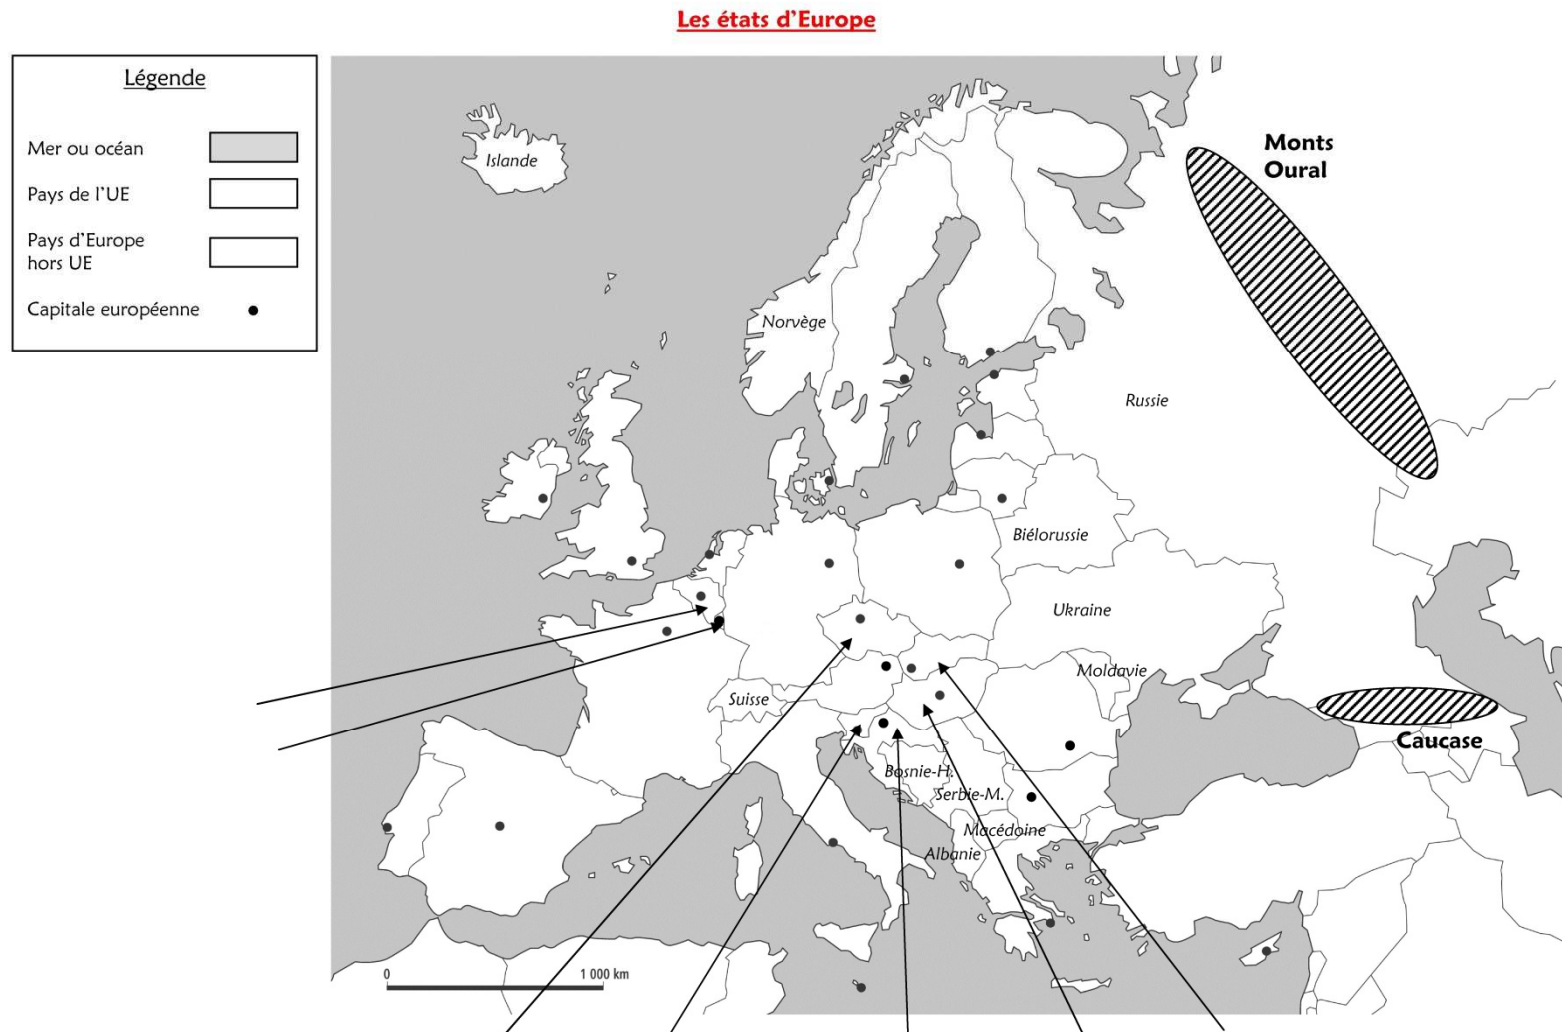 Les états d'Europe
Légende
Mer ou océan
Pays de l'UE
Pays d'Europe
hors UE
Capitale européenne
Islande
Monts
Oural
Norvège
Russie
Biélorussie
Ukraine
Moldavie
Suisse
Caucase
Bosnie-H.
Serbie-M.
Macédoine
Albanie
0
1 000 km